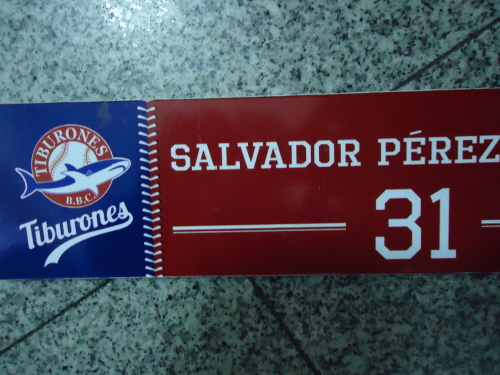 TIBURONES
B.B.C.
Tiburones
SALVADOR PÉREZ
31